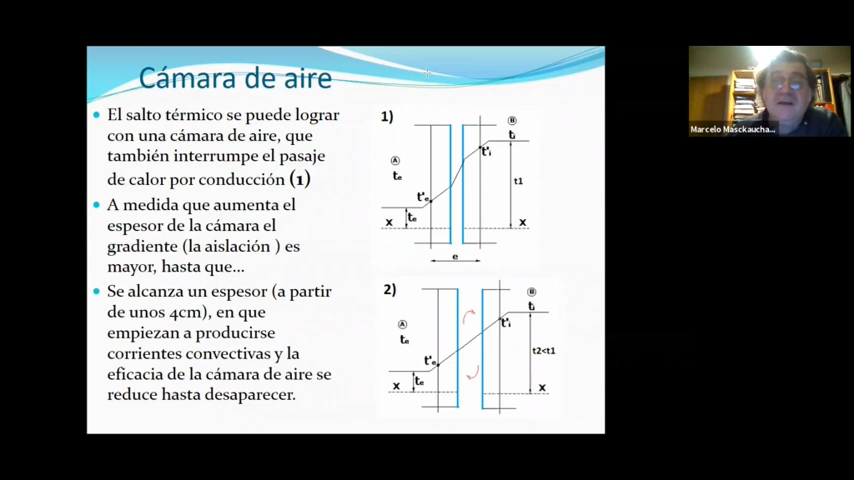 Cámara de aire
El salto térmico se puede lograr
con una cámara de aire, que
también interrumpe el pasaje
de calor por conducción (1)
A medida que aumenta el
espesor de la cámara el
gradiente (la aislación ) es
mayor, hasta que...
Se alcanza un espesor (a partir
de unos 4cm), en que
empiezan a producirse
corrientes convectivas y la
eficacia de la cámara de aire se
reduce hasta desaparecer.
1)
A
te
B
ti
t'i
t'e
te
t1
x
x
e
2)
A
te
B
ti
t'i
t'e
te
t2<t1
x
x
Marcelo Masckaucha...